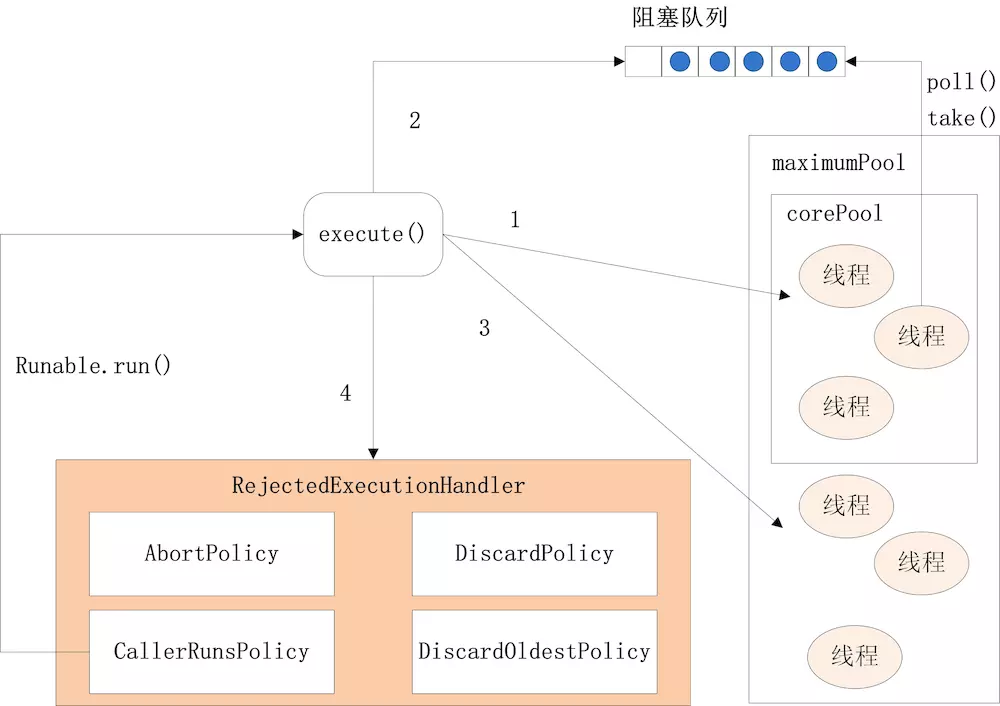 阻塞队列
poll()
take()
2
maximumPool
corePool
execute()
1
线程
线程
3
Runable.run()
4
线程
RejectedExecutionHandler
线程
AbortPolicy
DiscardPolicy
线程
CallerRunsPolicy
DiscardOldestPolicy
线程